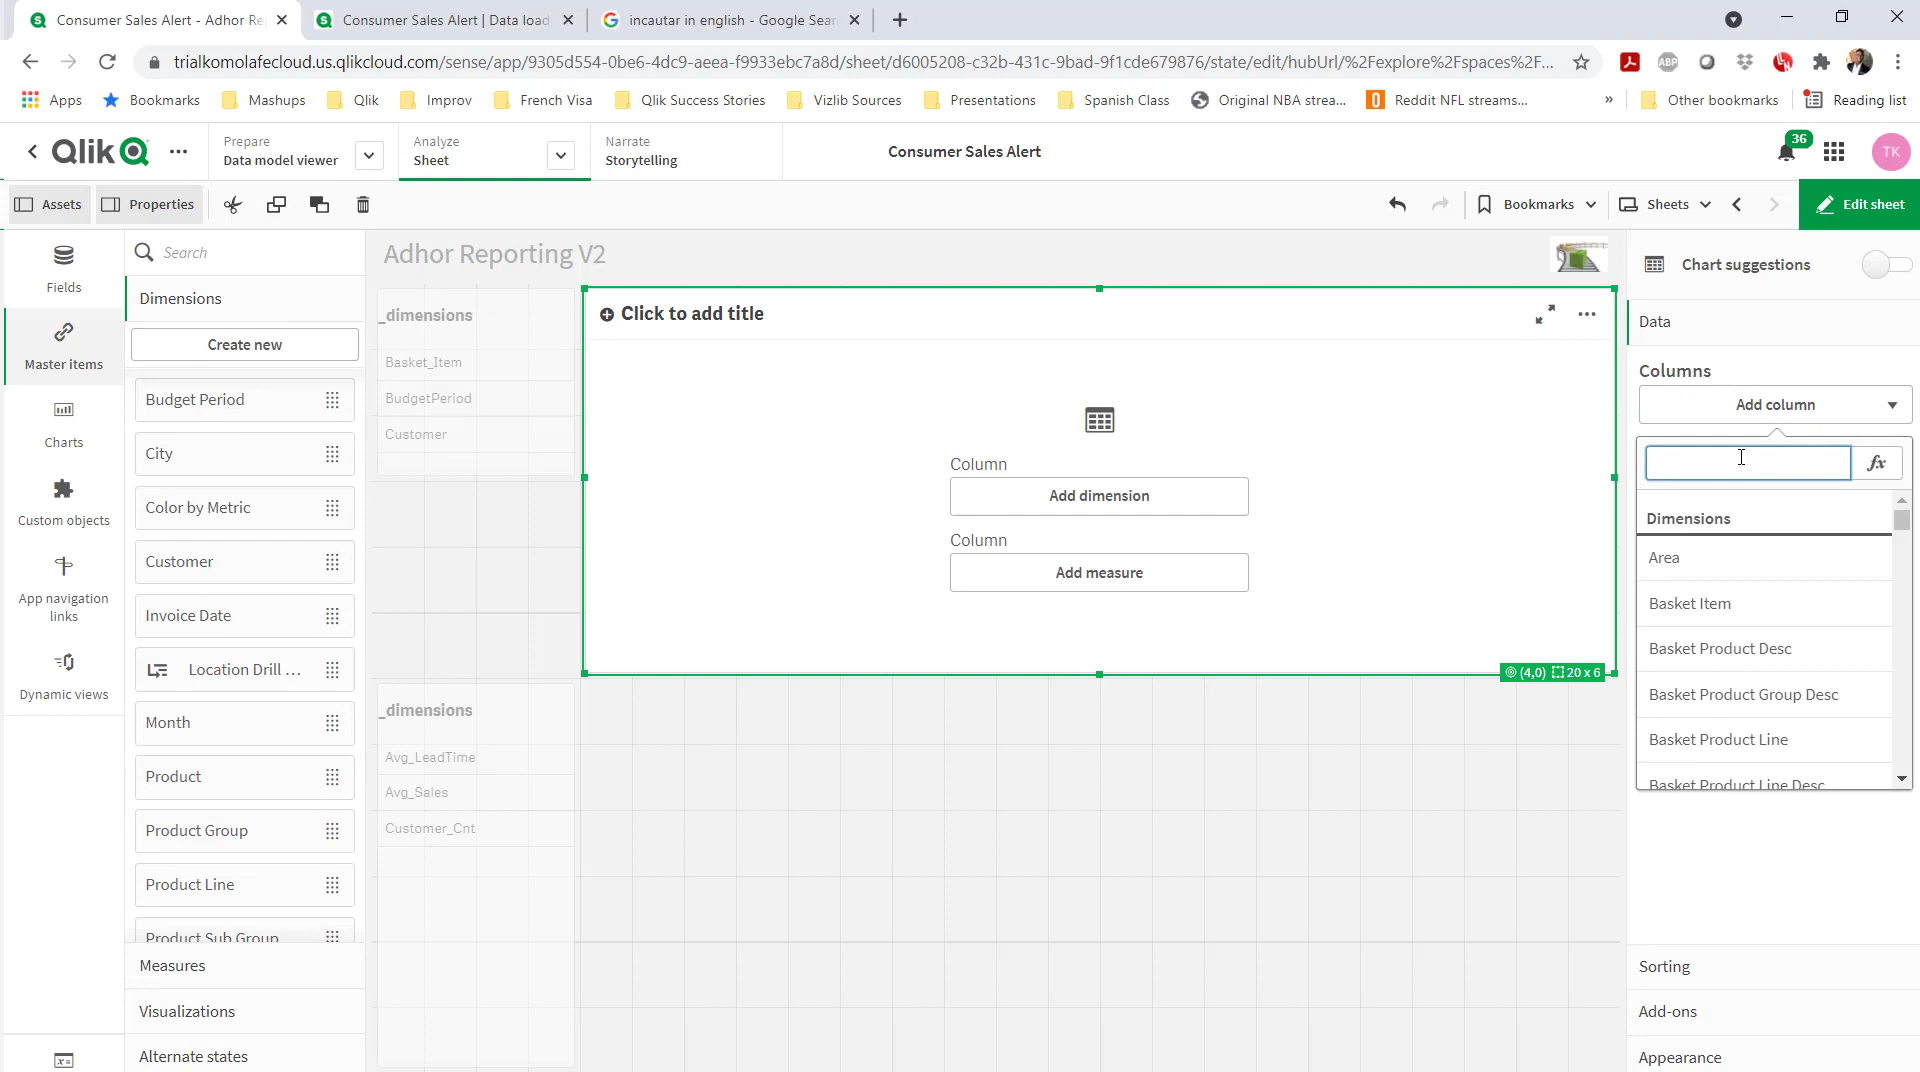 Consumer Sales Alert - Adhor Re
Consumer Sales Alert | Data load
incautar in english - Google Sear
trialkomolafecloud.us.qlikcloud.com/sense/app/9305d554-0be6-4dc9-aeea-f9933ebc7a8d/sheet/d6005208-c32b-431c-9bad-9f1cde679876/state/edit/hubUrl/%2Fexplore%2Fspaces%2F...
ABP
Apps
Bookmarks
Mashups
Qlik
Improv
French Visa
Qlik Success Stories
Vizlib Sources
Presentations
Spanish Class
Original NBA strea...
Reddit NFL streams...
»
Other bookmarks
Reading list
Qlik
Prepare
Data model viewer
Analyze
Sheet
Narrate
Storytelling
Consumer Sales Alert
36
TK
Assets
Properties
Bookmarks
Sheets
Edit sheet
Fields
Master items
Charts
Custom objects
App navigation
links
Dynamic views
Search
Dimensions
Create new
Budget Period
City
Color by Metric
Customer
Invoice Date
Location Drill ...
Month
Product
Product Group
Product Line
Product Sub Group
Measures
Visualizations
Alternate states
Adhor Reporting V2
_dimensions
Basket_Item
BudgetPeriod
Customer
Click to add title
Column
Add dimension
Column
Add measure
(4,0) 20 x 6
_dimensions
Avg_LeadTime
Avg_Sales
Customer_Cnt
Chart suggestions
Data
Columns
Add column
fx
Dimensions
Area
Basket Item
Basket Product Desc
Basket Product Group Desc
Basket Product Line
Basket Product Line Desc
Sorting
Add-ons
Appearance